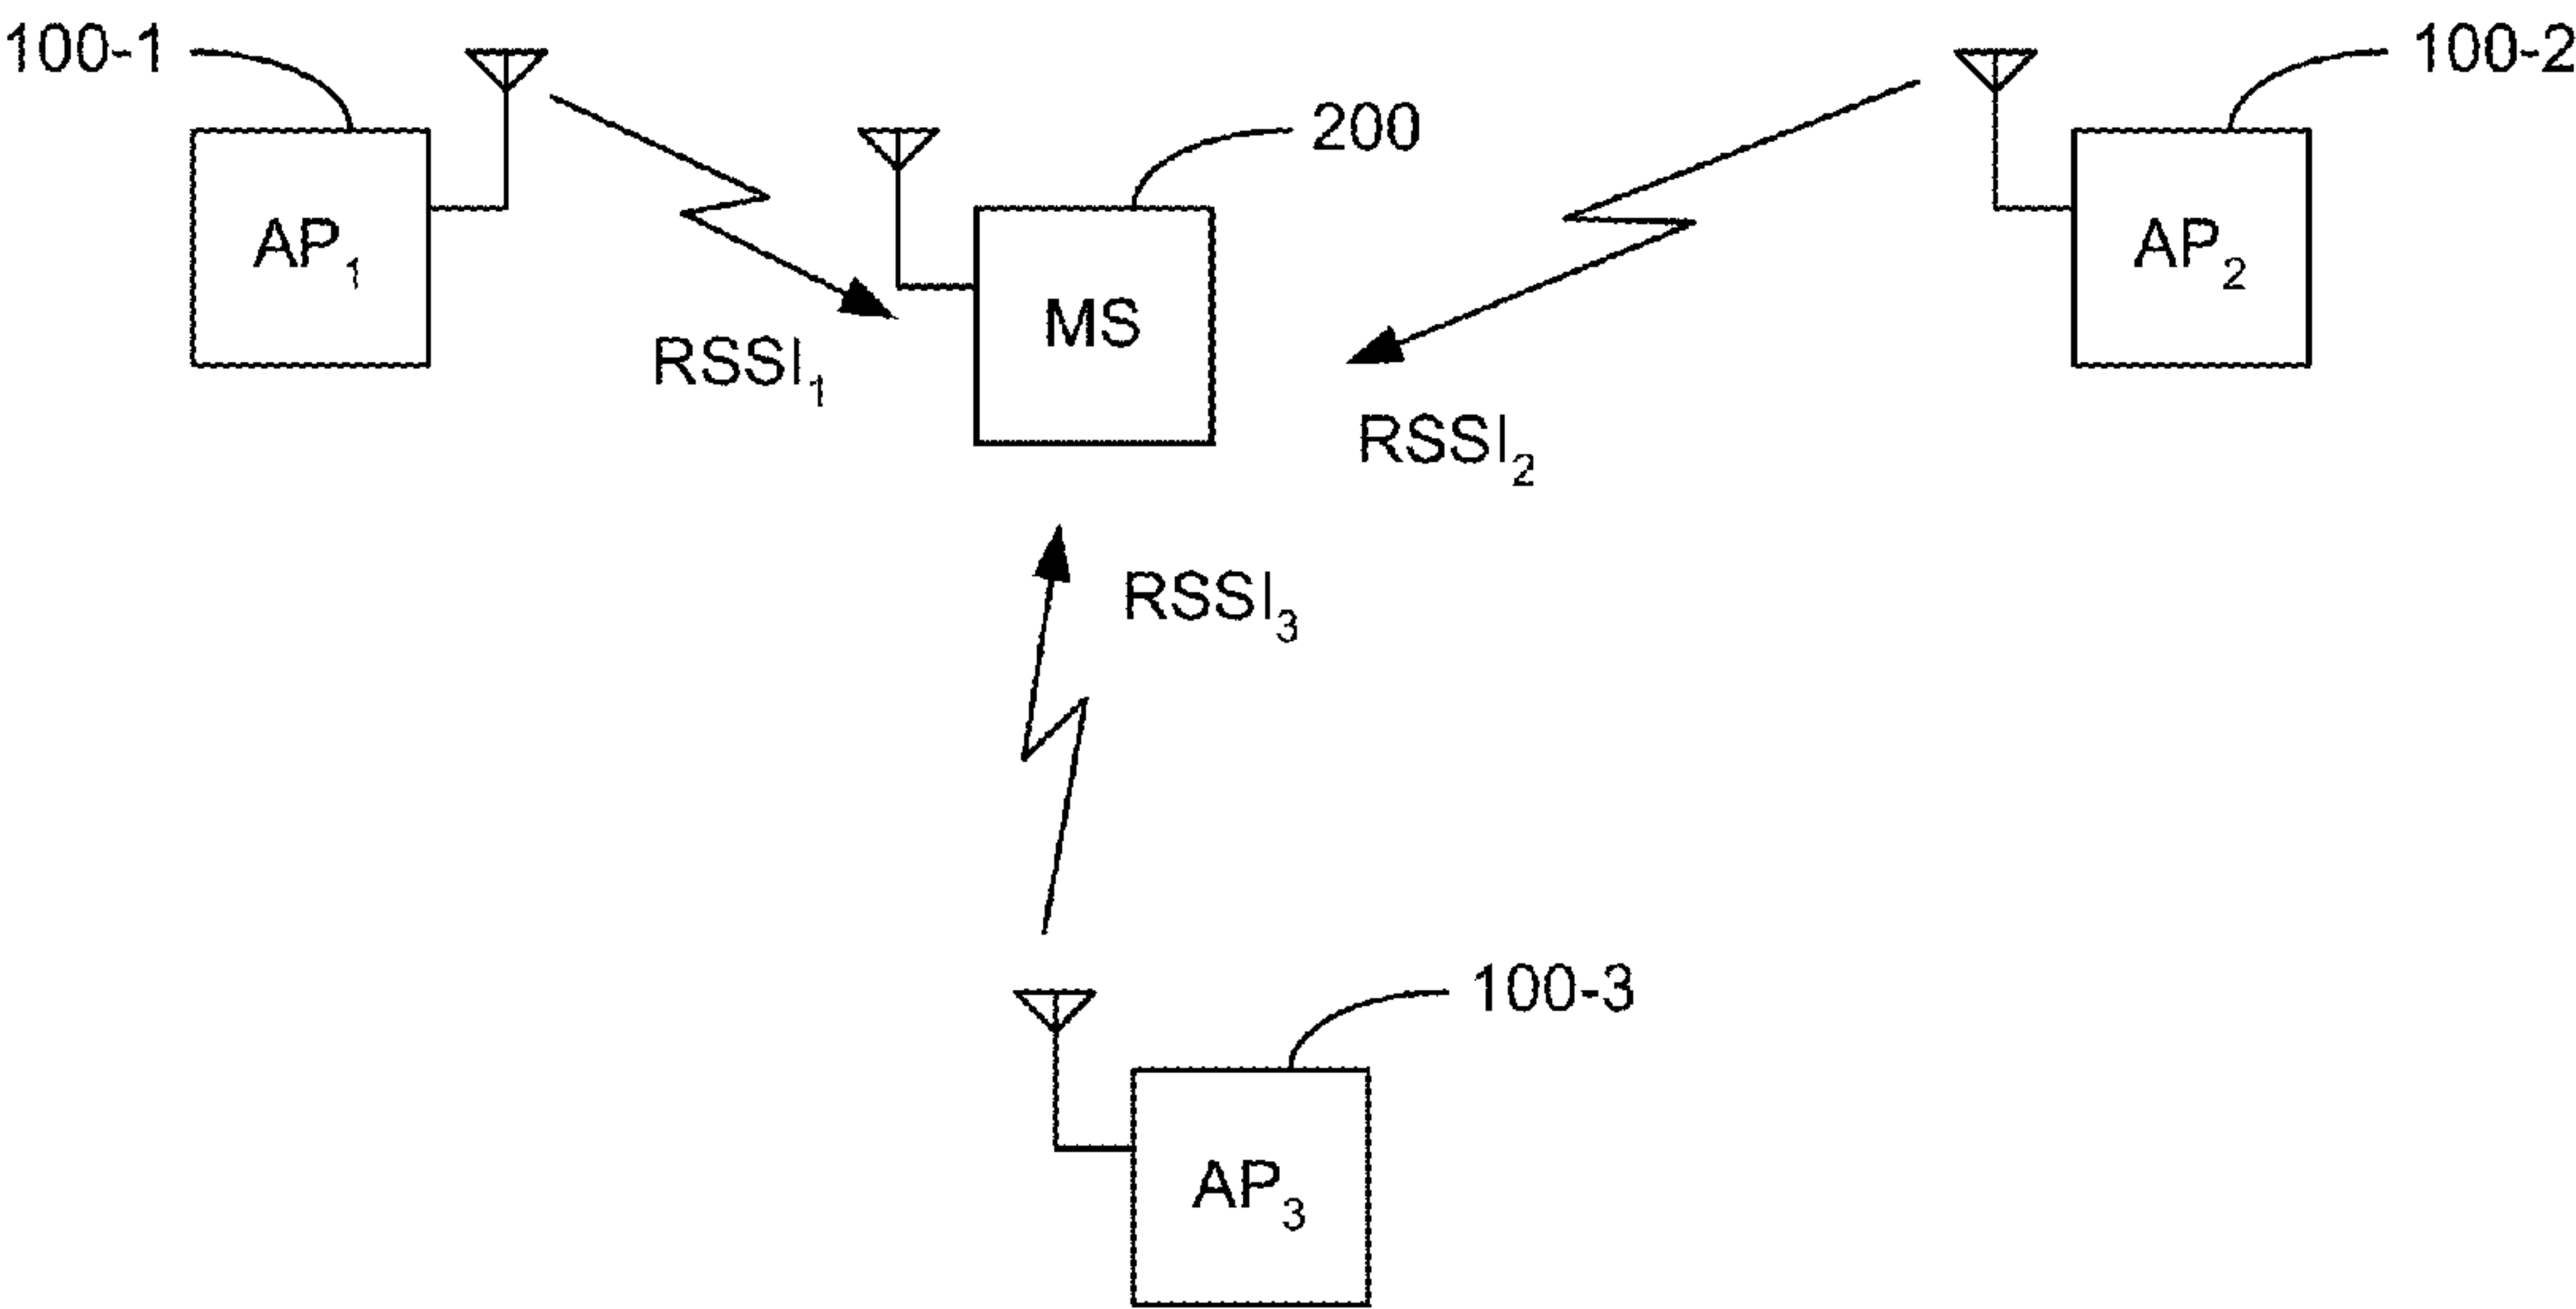 100-1
100-2
200
AP₁
AP₂
MS
RSSI₁
RSSI₂
RSSI₃
100-3
AP₃